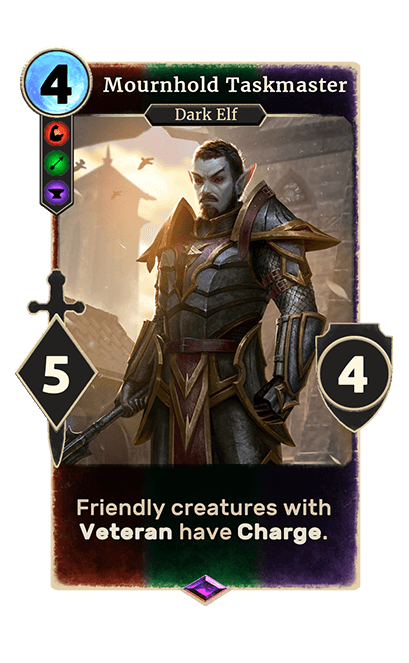 4
Mournhold Taskmaster
Dark Elf
5
4
Friendly creatures with
Veteran have Charge.